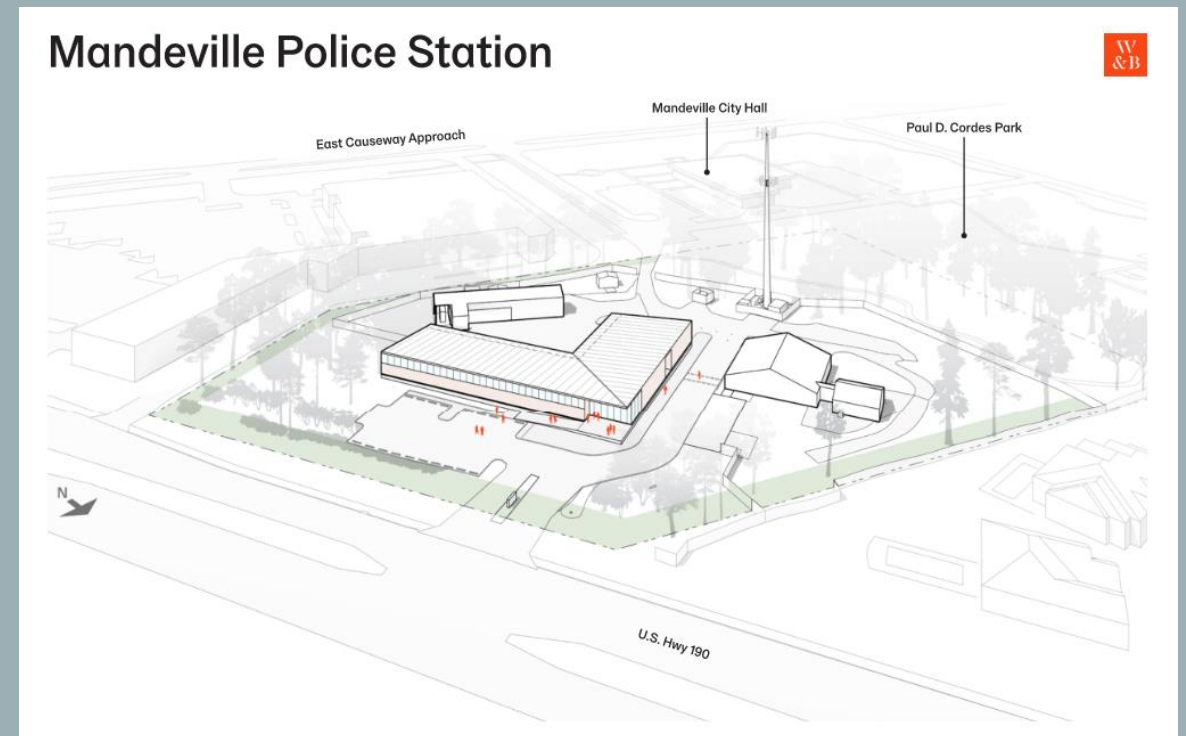 Mandeville Police Station
W
&B
Mandeville City Hall
Paul D. Cordes Park
East Causeway Approach
N
U.S. Hwy 190